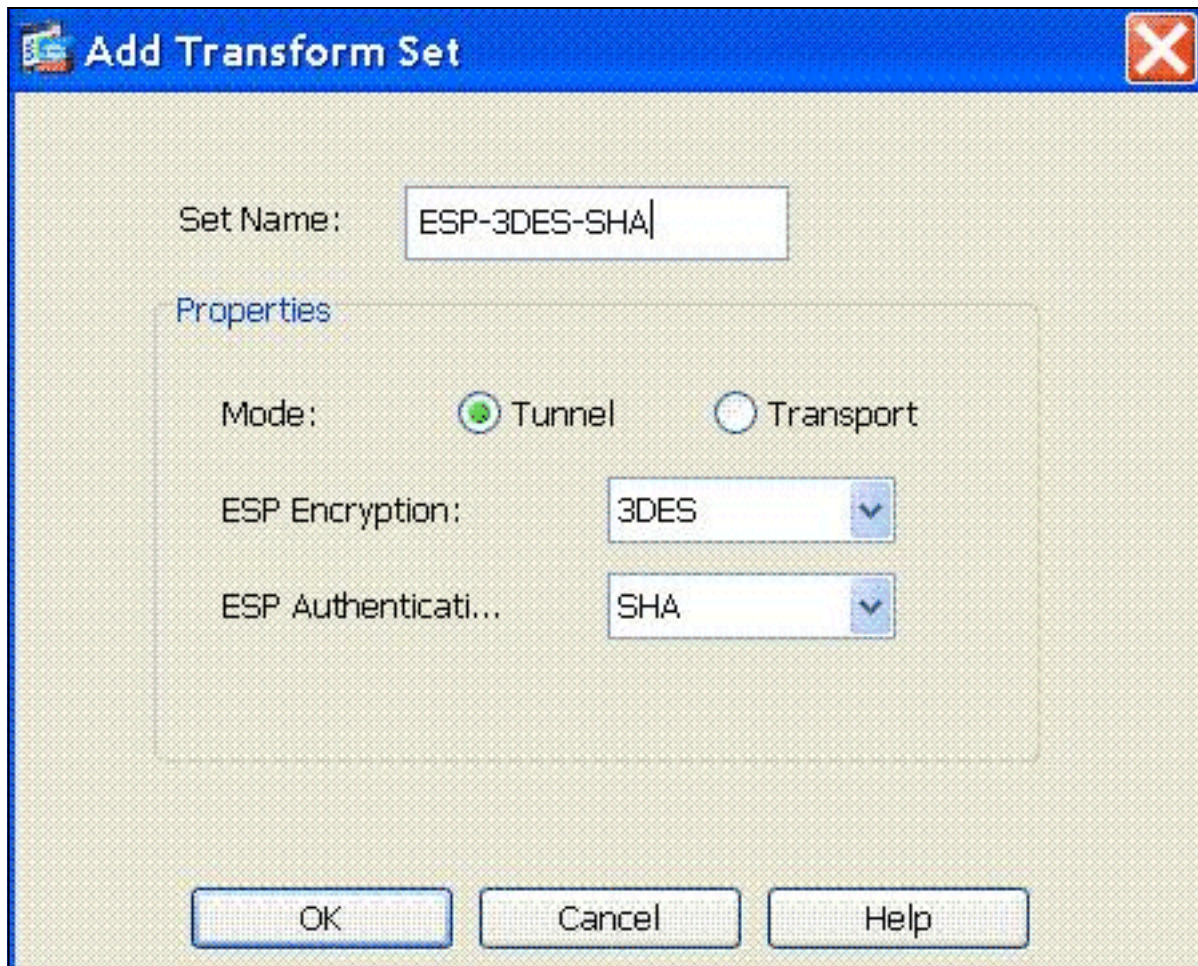 Add Transform Set
Set Name: ESP-3DES-SHA
Properties
Mode: Tunnel Transport
ESP Encryption: 3DES
ESP Authenticati... SHA
OK Cancel Help